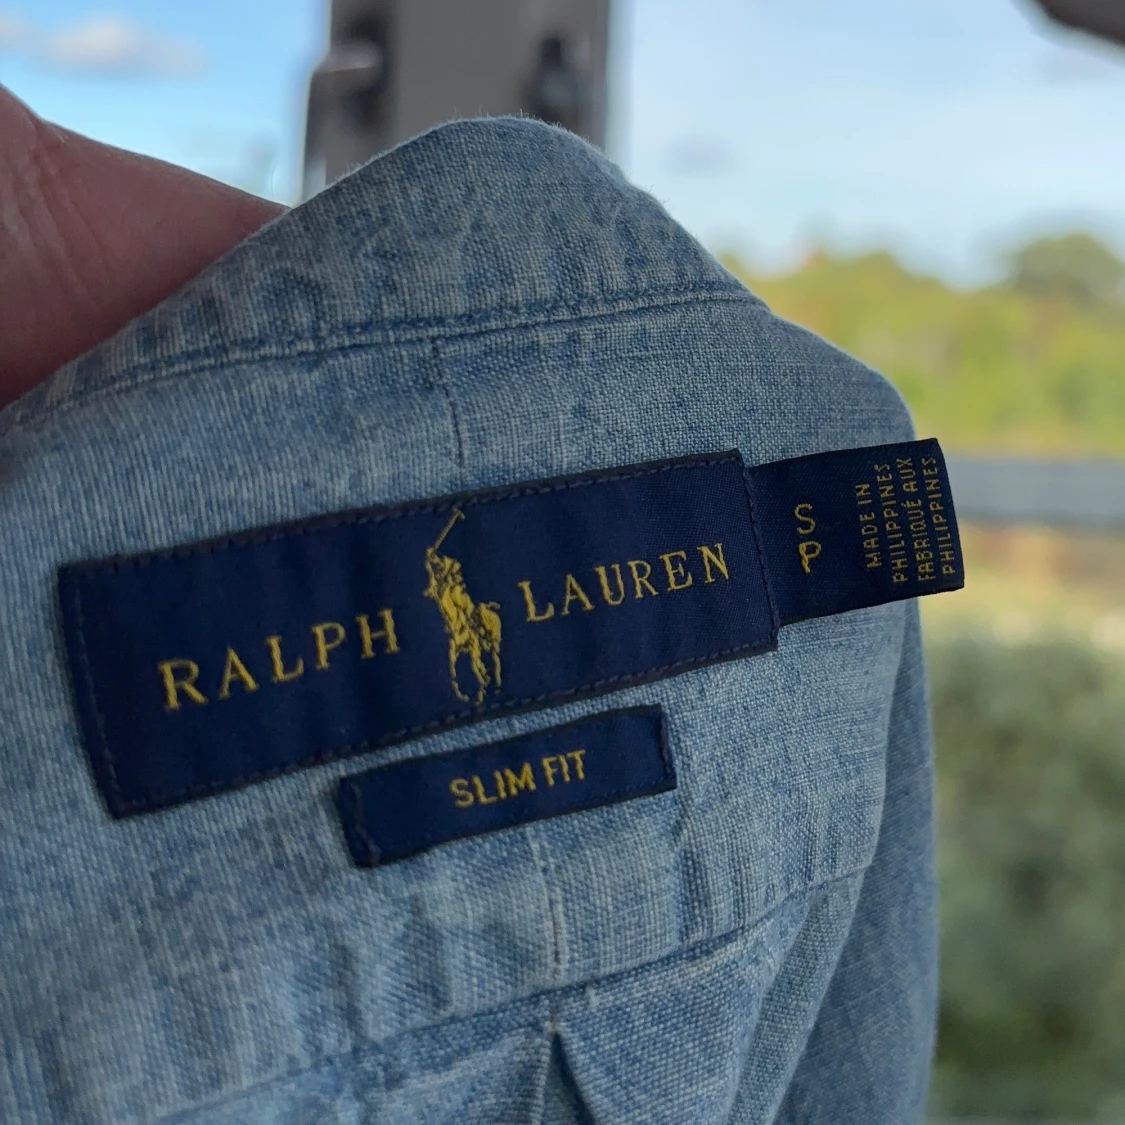 RALPH LAUREN
SLIM FIT
S
P
MADE IN
PHILIPPINES
FABRIQUÉ AUX
PHILIPPINES